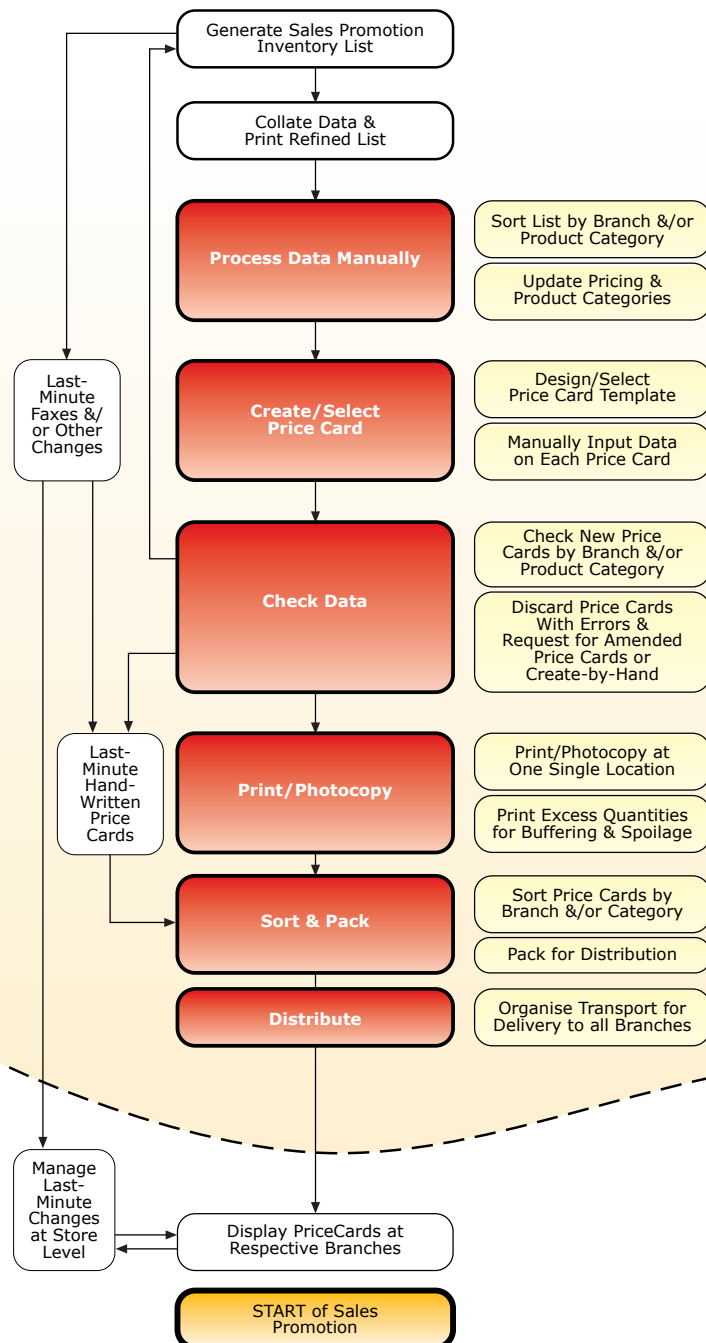 Generate Sales Promotion
Inventory List
Collate Data &
Print Refined List
Process Data Manually
Sort List by Branch &/or
Product Category
Update Pricing &
Product Categories
Last-
Minute
Faxes &/
or Other
Changes
Create/Select
Price Card
Design/Select
Price Card Template
Manually Input Data
on Each Price Card
Check Data
Check New Price
Cards by Branch &/or
Product Category
Discard Price Cards
With Errors &
Request for Amended
Price Cards or
Create-by-Hand
Last-
Minute
Hand-
Written
Price
Cards
Print/Photocopy
Print/Photocopy at
One Single Location
Print Excess Quantities
for Buffering & Spoilage
Sort & Pack
Sort Price Cards by
Branch &/or Category
Pack for Distribution
Distribute
Organise Transport for
Delivery to all Branches
Manage
Last-
Minute
Changes
at Store
Level
Display PriceCards at
Respective Branches
START of Sales
Promotion